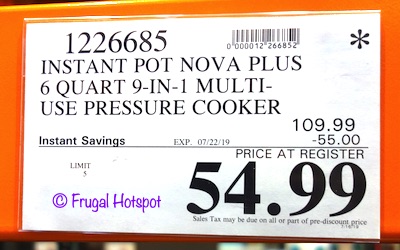 1226685
0000012266852
*
INSTANT POT NOVA PLUS
6 QUART 9-IN-1 MULTI-
USE PRESSURE COOKER
109.99
Instant Savings EXP. 07/22/19 -55.00
PRICE AT REGISTER
LIMIT
5
54.99
© Frugal Hotspot
Sales Tax may be due on all or part of pre-discount price